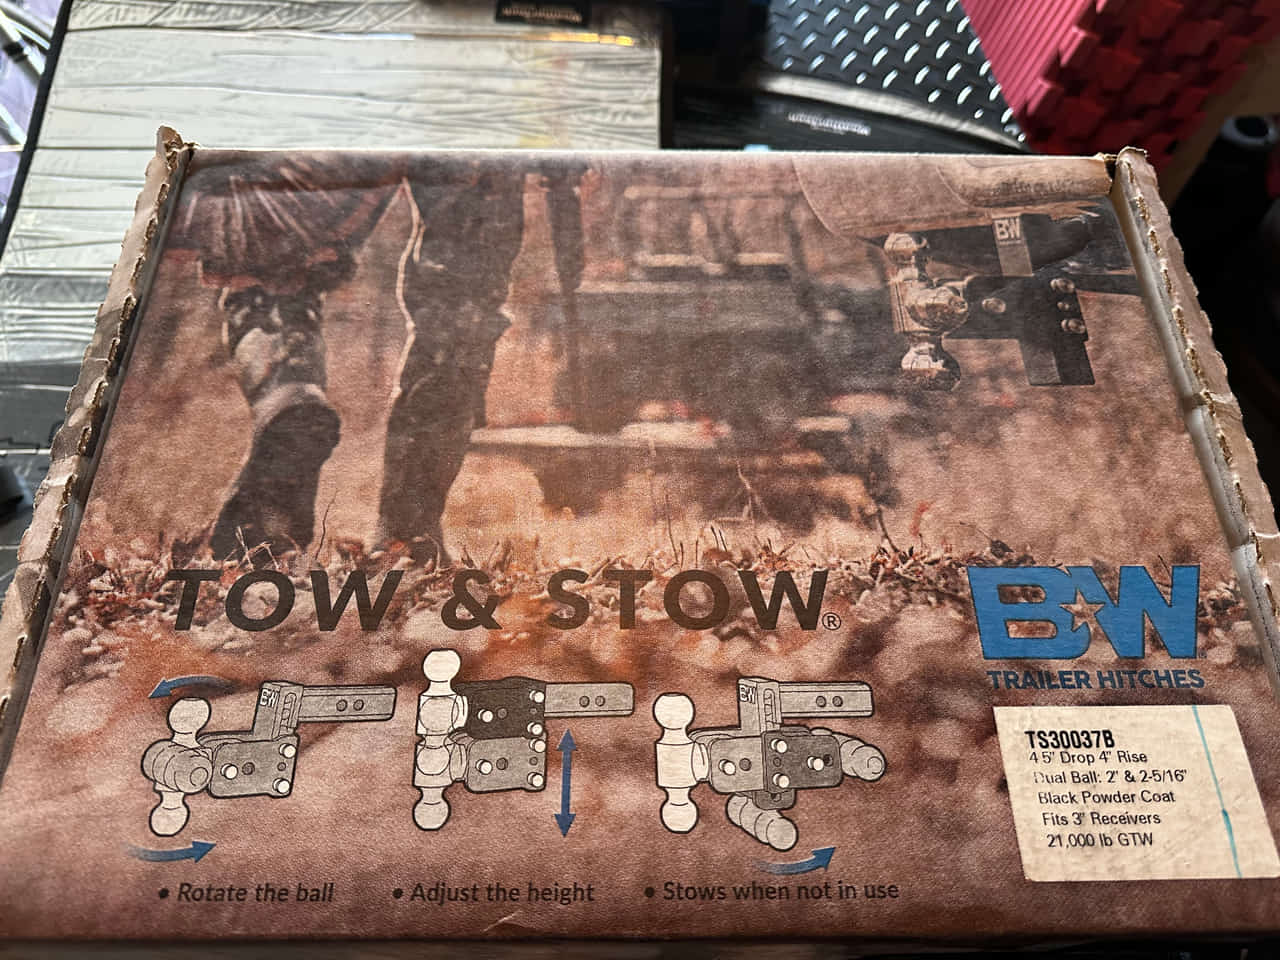 B&W
TOW & STOW®
B&W
TRAILER HITCHES
B&W
B&W
• Rotate the ball
• Adjust the height
• Stows when not in use
TS30037B
4 5" Drop 4" Rise
Dual Ball: 2" & 2-5/16"
Black Powder Coat
Fits 3" Receivers
21,000 lb GTW